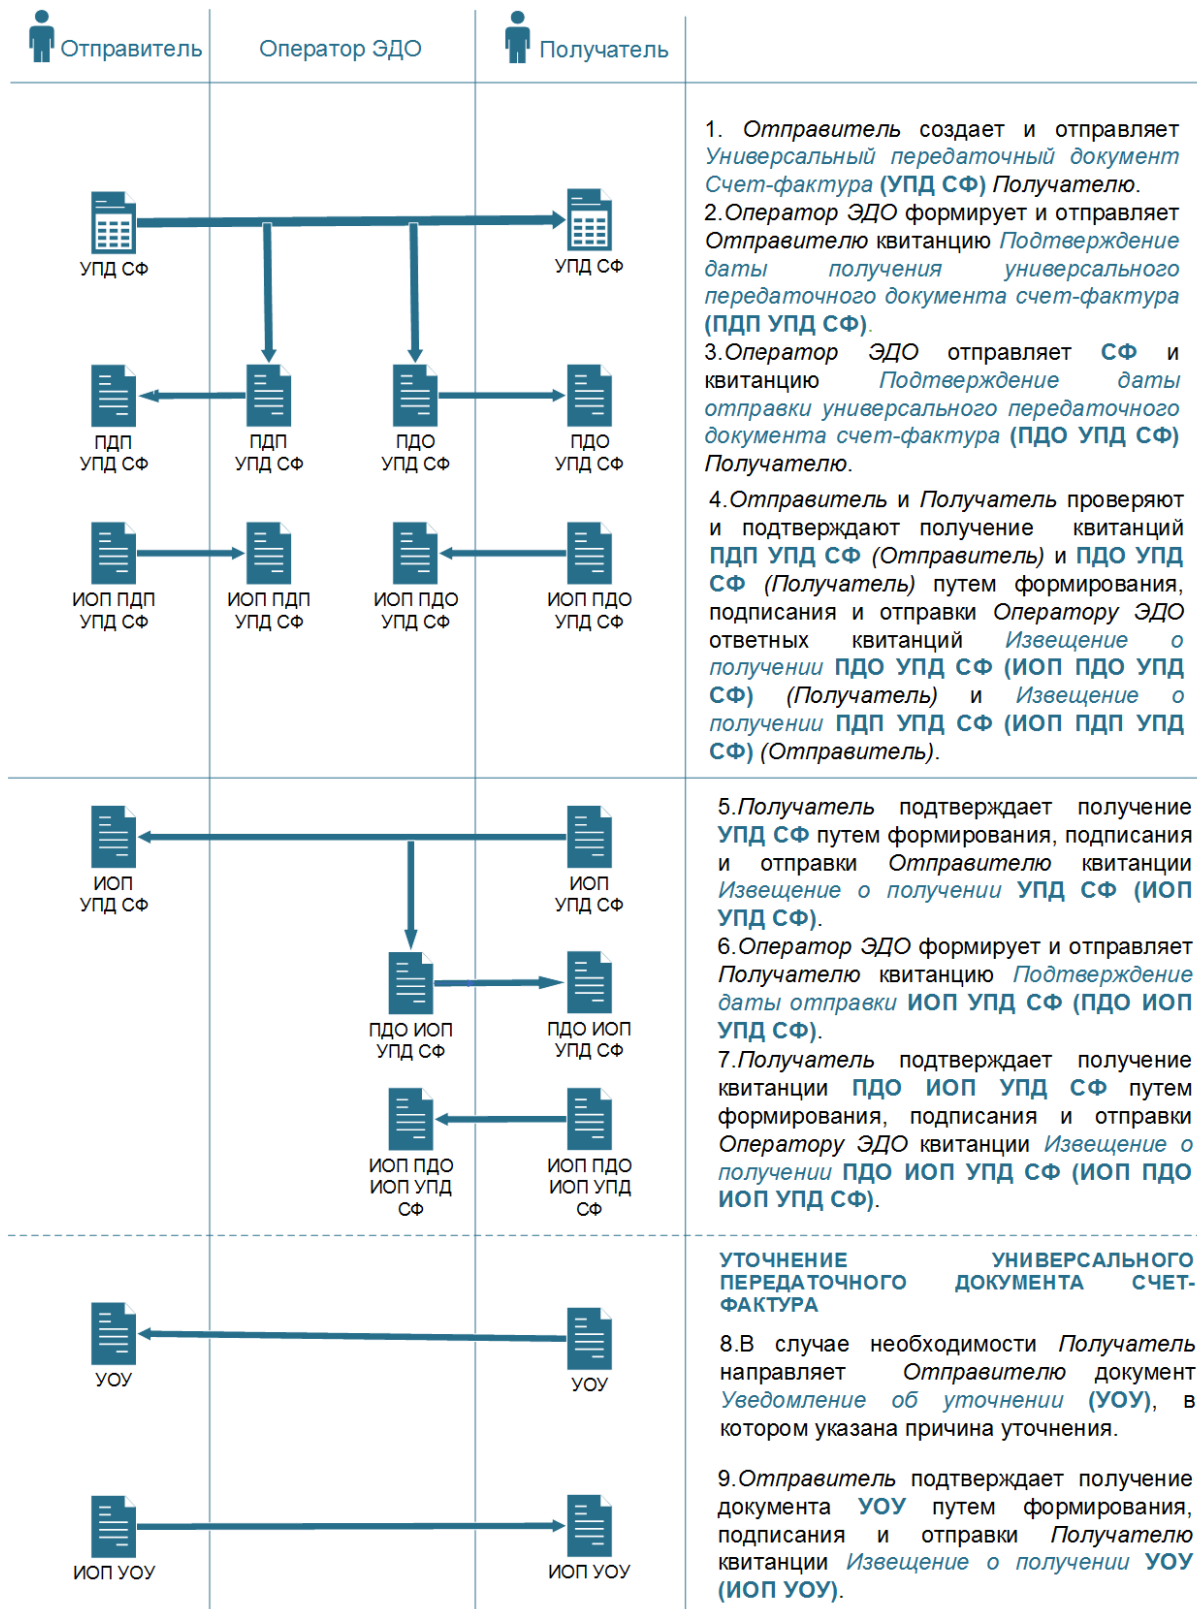 Отправитель
Оператор ЭДО
Получатель
1. Отправитель создает и отправляет
Универсальный передаточный документ
Счет-фактура (УПД СФ) Получателю.
2.Оператор ЭДО формирует и отправляет
Отправителю квитанцию Подтверждение
даты получения универсального
передаточного документа счет-фактура
(ПДП УПД СФ).
3.Оператор ЭДО отправляет СФ и
квитанцию Подтверждение даты
отправки универсального передаточного
документа счет-фактура (ПДО УПД СФ)
Получателю.
УПД СФ
УПД СФ
ПДП
УПД СФ
ПДП
УПД СФ
ПДО
УПД СФ
ПДО
УПД СФ
4.Отправитель и Получатель проверяют
и подтверждают получение квитанций
ПДП УПД СФ (Отправитель) и ПДО УПД
СФ (Получатель) путем формирования,
подписания и отправки Оператору ЭДО
ответных квитанций Извещение о
получении ПДО УПД СФ (ИОП ПДО УПД
СФ) (Получатель) и Извещение о
получении ПДП УПД СФ (ИОП ПДП УПД
СФ) (Отправитель).
ИОП ПДП
УПД СФ
ИОП ПДП
УПД СФ
ИОП ПДО
УПД СФ
ИОП ПДО
УПД СФ
5.Получатель подтверждает получение
УПД СФ путем формирования, подписания
и отправки Отправителю квитанции
Извещение о получении УПД СФ (ИОП
УПД СФ).
6.Оператор ЭДО формирует и отправляет
Получателю квитанцию Подтверждение
даты отправки ИОП УПД СФ (ПДО ИОП
УПД СФ).
7.Получатель подтверждает получение
квитанции ПДО ИОП УПД СФ путем
формирования, подписания и отправки
Оператору ЭДО квитанции Извещение о
получении ПДО ИОП УПД СФ (ИОП ПДО
ИОП УПД СФ).
ИОП
УПД СФ
ИОП
УПД СФ
ПДО ИОП
УПД СФ
ПДО ИОП
УПД СФ
ИОП ПДО
ИОП УПД
СФ
ИОП ПДО
ИОП УПД
СФ
УТОЧНЕНИЕ УНИВЕРСАЛЬНОГО
ПЕРЕДАТОЧНОГО ДОКУМЕНТА СЧЕТ-
ФАКТУРА
8.В случае необходимости Получатель
направляет Отправителю документ
Уведомление об уточнении (УОУ), в
котором указана причина уточнения.
УОУ
УОУ
9.Отправитель подтверждает получение
документа УОУ путем формирования,
подписания и отправки Получателю
квитанции Извещение о получении УОУ
(ИОП УОУ).
ИОП УОУ
ИОП УОУ